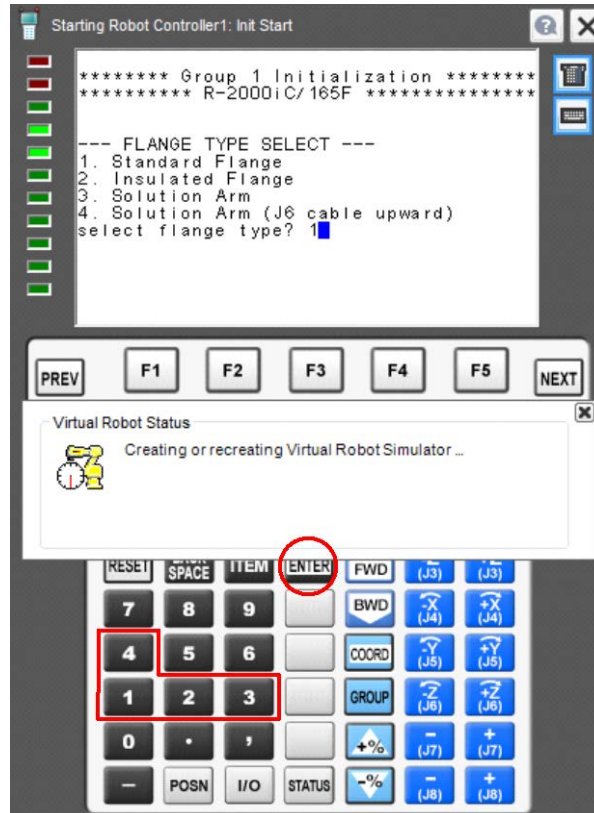 Starting Robot Controller1: Init Start
******** Group 1 Initialization ********
********** R-2000iC/165F ***************
--- FLANGE TYPE SELECT ---
1. Standard Flange
2. Insulated Flange
3. Solution Arm
4. Solution Arm (J6 cable upward)
select flange type? 1
PREV F1 F2 F3 F4 F5 NEXT
Virtual Robot Status
Creating or recreating Virtual Robot Simulator ...
RESET SPACE ITEM ENTER FWD (J3) (J3)
7 8 9 BWD -X (J4) +X (J4)
4 5 6 COORD -Y (J5) +Y (J5)
1 2 3 GROUP -Z (J6) +Z (J6)
0 . , +% - (J7) + (J7)
- POSN I/O STATUS -% - (J8) + (J8)